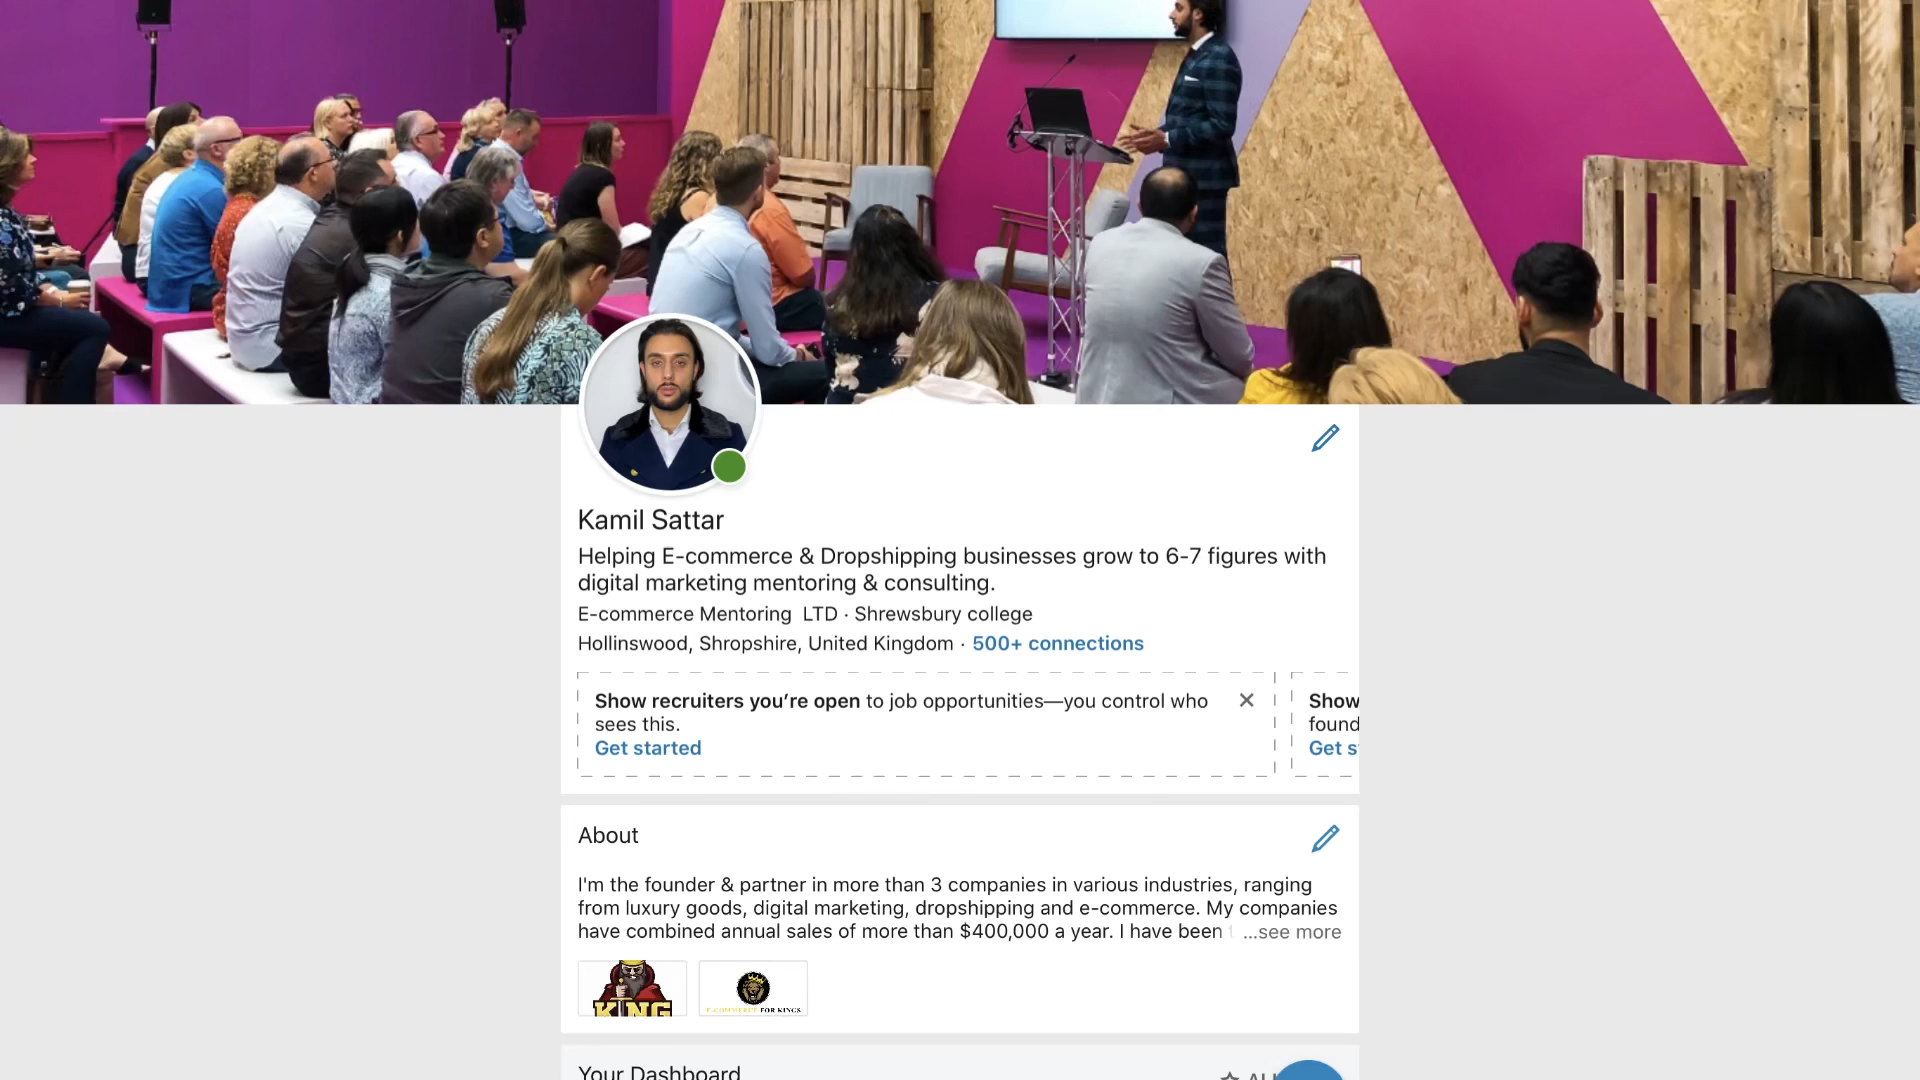 Kamil Sattar
Helping E-commerce & Dropshipping businesses grow to 6-7 figures with
digital marketing mentoring & consulting.
E-commerce Mentoring LTD · Shrewsbury college
Hollinswood, Shropshire, United Kingdom · 500+ connections
Show recruiters you’re open to job opportunities—you control who
sees this.
Get started
Show
found
Get s
About
I'm the founder & partner in more than 3 companies in various industries, ranging
from luxury goods, digital marketing, dropshipping and e-commerce. My companies
have combined annual sales of more than $400,000 a year. I have been ...see more
KING
E-COMMERCE FOR KINGS
Your Dashboard